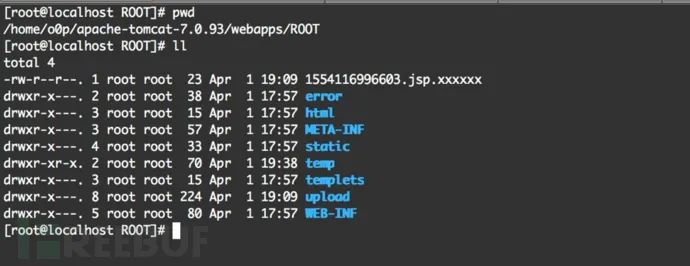 [root@localhost ROOT]# pwd
/home/o0p/apache-tomcat-7.0.93/webapps/ROOT
[root@localhost ROOT]# ll
total 4
-rw-r--r--. 1 root root  23 Apr  1 19:09 1554116996603.jsp.xxxxxx
drwxr-x---. 2 root root  38 Apr  1 17:57 error
drwxr-x---. 3 root root  15 Apr  1 17:57 html
drwxr-x---. 3 root root  57 Apr  1 17:57 META-INF
drwxr-x---. 4 root root  33 Apr  1 17:57 static
drwxr-xr-x. 2 root root  70 Apr  1 19:38 temp
drwxr-x---. 3 root root  15 Apr  1 17:57 templets
drwxr-x---. 8 root root 224 Apr  1 19:09 upload
drwxr-x---. 5 root root  80 Apr  1 17:57 WEB-INF
[root@localhost ROOT]#
REEBUF